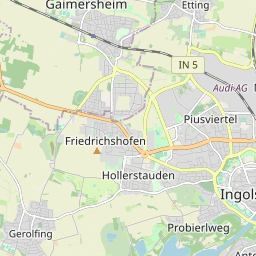 Gaimersheim
Etting
IN 5
Audi AG
Piusviertel
Friedrichshofen
Hollerstauden
Ingols
Probierlweg
Gerolfing